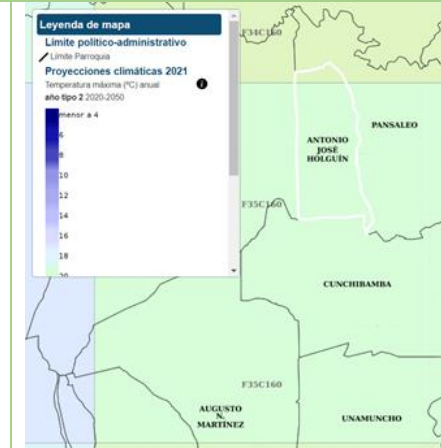 Leyenda de mapa
Límite político-administrativo
Límite Parroquia
Proyecciones climáticas 2021
Temperatura máxima (ºC) anual
año tipo 2 2020-2050
menor a 4
6
8
10
12
14
16
18
20
F34C160
ANTONIO
JOSÉ
HOLGUÍN
PANSALEO
F35C160
CUNCHIBAMBA
F35C160
AUGUSTO
N.
MARTÍNEZ
UNAMUNCHO